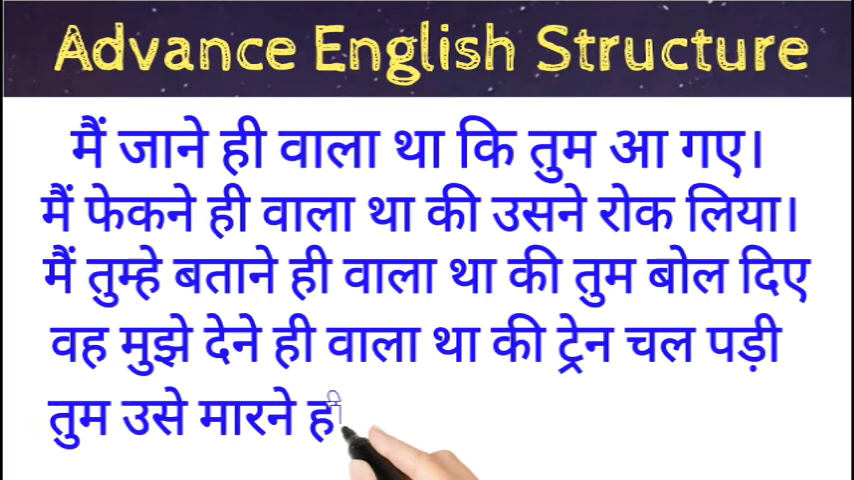 Advance English Structure
मैं जाने ही वाला था कि तुम आ गए।
मैं फेकने ही वाला था की उसने रोक लिया।
मैं तुम्हे बताने ही वाला था की तुम बोल दिए
वह मुझे देने ही वाला था की ट्रेन चल पड़ी
तुम उसे मारने ही